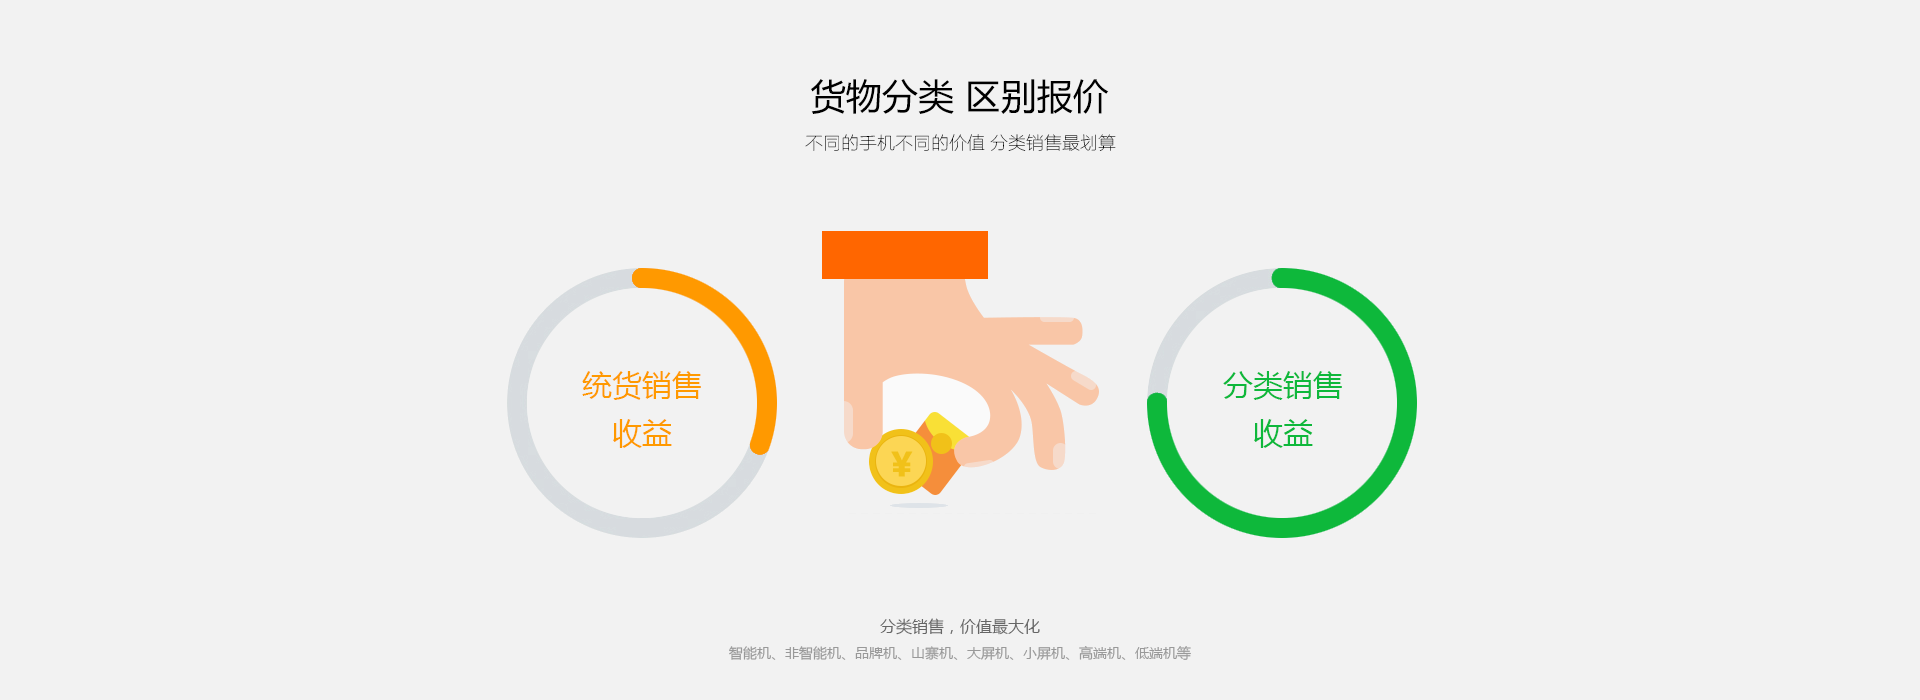 货物分类 区别报价
不同的手机不同的价值 分类销售最划算
统货销售
收益
¥
分类销售
收益
分类销售，价值最大化
智能机、非智能机、品牌机、山寨机、大屏机、小屏机、高端机、低端机等